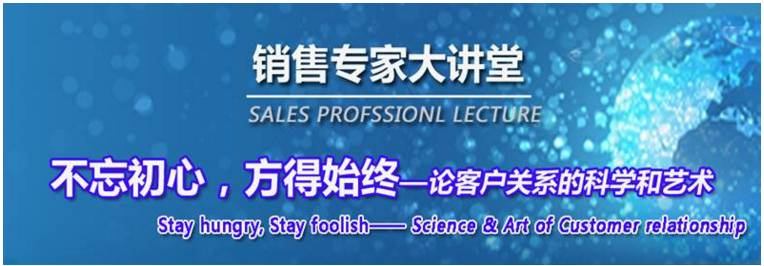 销售专家大讲堂
SALES PROFSSIONL LECTURE
不忘初心，方得始终—论客户关系的科学和艺术
Stay hungry, Stay foolish—— Science & Art of Customer relationship